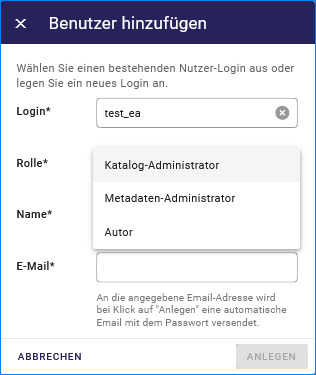 Benutzer hinzufügen
Wählen Sie einen bestehenden Nutzer-Login aus oder
legen Sie ein neues Login an.
Login* test_ea
Rolle* Katalog-Administrator
Metadaten-Administrator
Name*
Autor
E-Mail*
An die angegebene Email-Adresse wird
bei Klick auf "Anlegen" eine automatische
Email mit dem Passwort versendet.
ABBRECHEN ANLEGEN